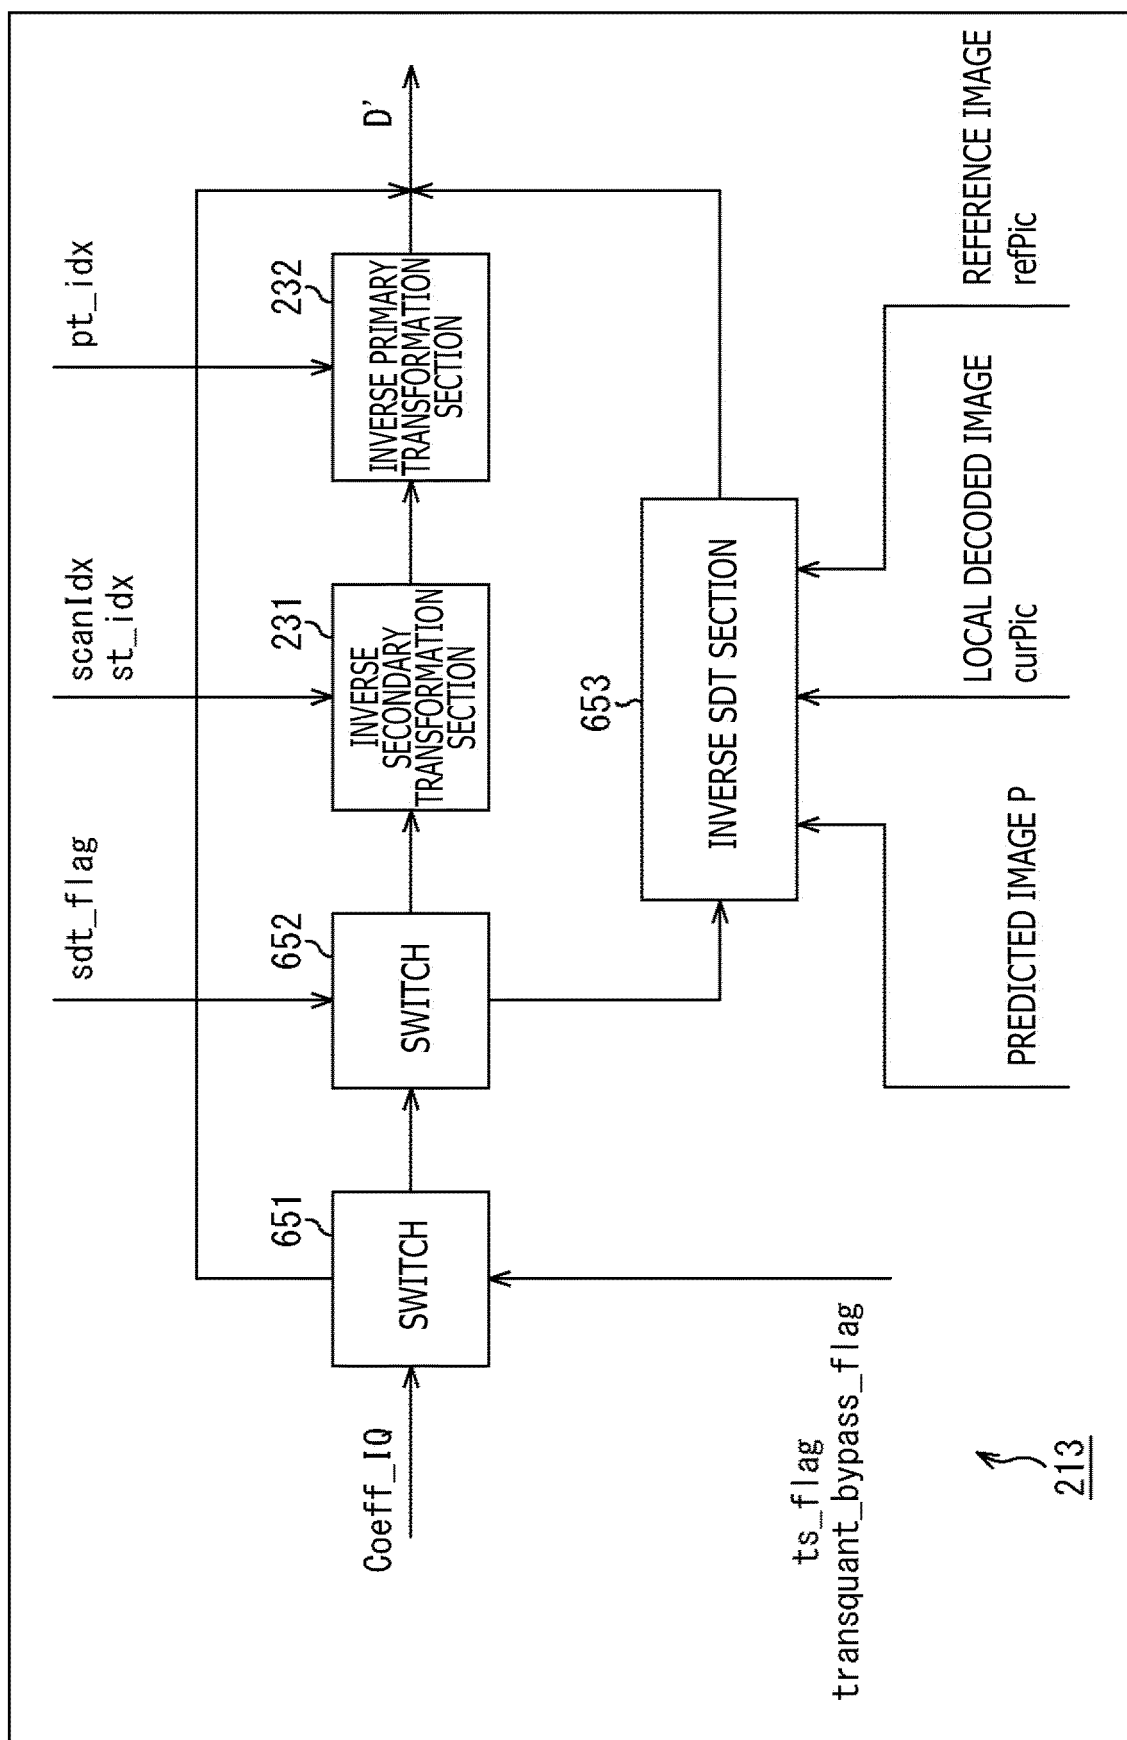 Coeff_IQ
ts_flag
transquant_bypass_flag
651
SWITCH
sdt_flag
652
SWITCH
scanIdx
st_idx
231
INVERSE
SECONDARY
TRANSFORMATION
SECTION
pt_idx
232
INVERSE PRIMARY
TRANSFORMATION
SECTION
D'
653
INVERSE SDT SECTION
PREDICTED IMAGE P
LOCAL DECODED IMAGE
curPic
REFERENCE IMAGE
refPic
213